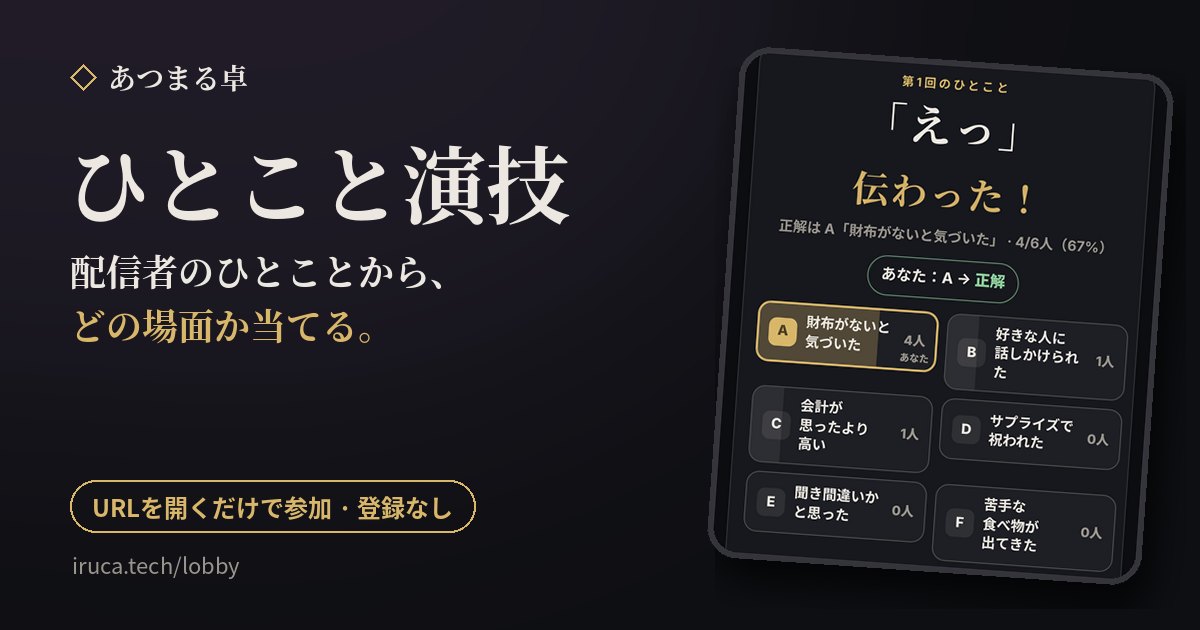 あつまる卓
ひとこと演技
配信者のひとことから、
どの場面か当てる。
URLを開くだけで参加・登録なし
iruca.tech/lobby
第1回のひとこと
「えっ」
伝わった！
正解は A「財布がないと気づいた」・4/6人（67%）
あなた：A → 正解
A
財布がないと
気づいた
4人
あなた
B
好きな人に
話しかけられ
た
1人
C
会計が
思ったより
高い
1人
D
サプライズで
祝われた
0人
E
聞き間違いか
と思った
0人
F
苦手な
食べ物が
出てきた
0人